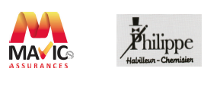 MAVIC
ASSURANCES
Philippe
Habilleur - Chemisier